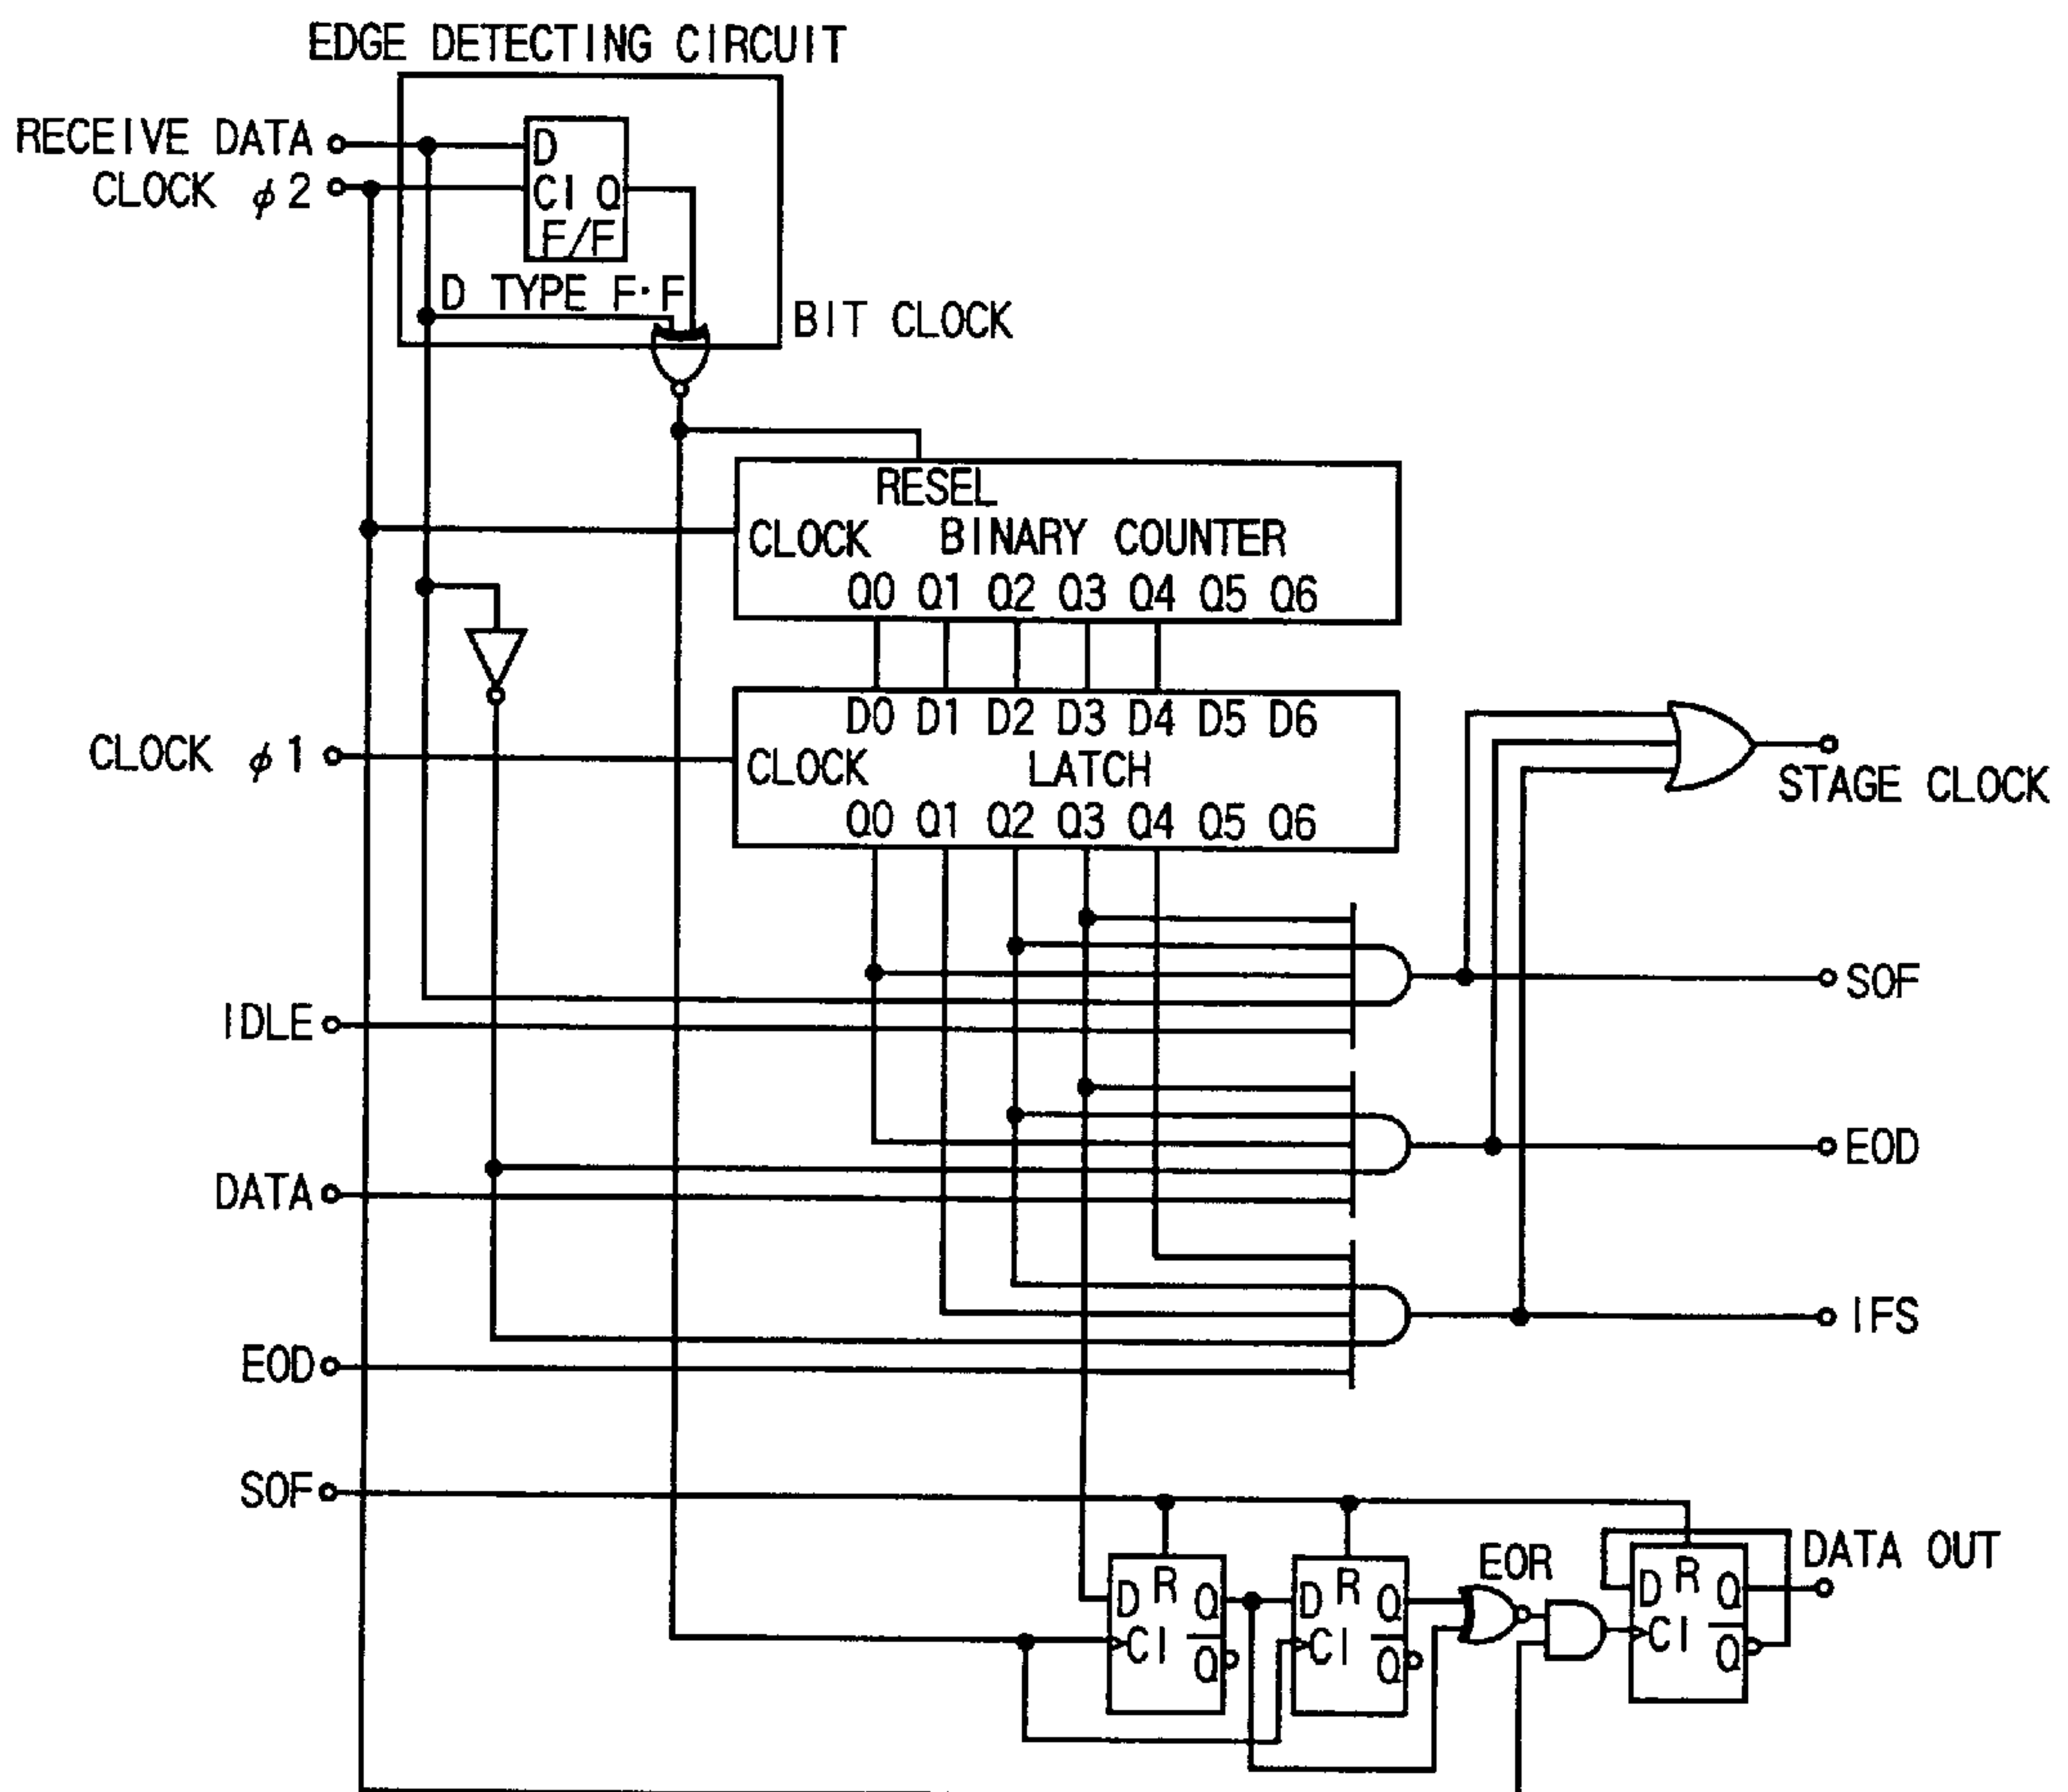 EDGE DETECTING CIRCUIT
RECEIVE DATA
D
CLOCK φ2
CI Q
F/F
D TYPE F·F
BIT CLOCK
RESEL
CLOCK BINARY COUNTER
Q0 Q1 Q2 Q3 Q4 Q5 Q6
D0 D1 D2 D3 D4 D5 D6
CLOCK φ1
CLOCK LATCH
STAGE CLOCK
Q0 Q1 Q2 Q3 Q4 Q5 Q6
SOF
IDLE
EOD
DATA
IFS
EOD
SOF
EOR
DATA OUT
D R Q
CI Q̅
D R Q
CI Q̅
D R Q
CI Q̅